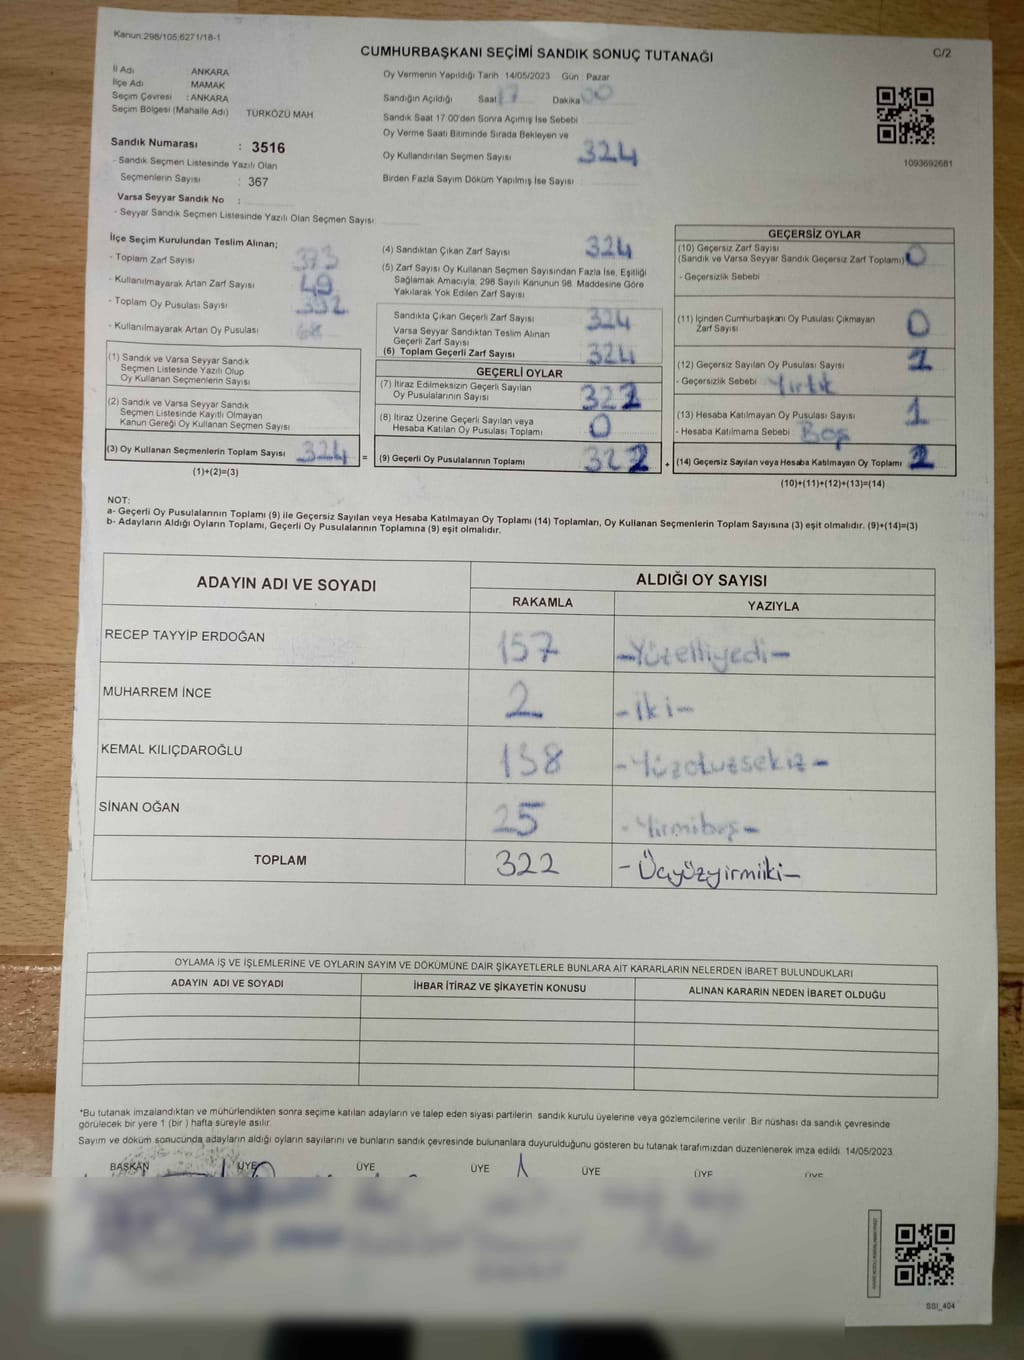 Kanun:298/105;6271/18-1
CUMHURBAŞKANI SEÇİMİ SANDIK SONUÇ TUTANAĞI
C/2
İl Adı ANKARA
İlçe Adı MAMAK
Seçim Çevresi : ANKARA
Seçim Bölgesi (Mahalle Adı) TÜRKÖZÜ MAH
Sandık Numarası : 3516
- Sandık Seçmen Listesinde Yazılı Olan
Seçmenlerin Sayısı : 367
Varsa Seyyar Sandık No :
- Seyyar Sandık Seçmen Listesinde Yazılı Olan Seçmen Sayısı:
Oy Vermenin Yapıldığı Tarih 14/05/2023 Gün : Pazar
Sandığın Açıldığı Saat 17 Dakika 00
Sandık Saat 17.00'den Sonra Açımış İse Sebebi
Oy Verme Saati Bitiminde Sırada Bekleyen ve
Oy Kullandırılan Seçmen Sayısı 324
Birden Fazla Sayım Döküm Yapılmış İse Sayısı
1093692681
İlçe Seçim Kurulundan Teslim Alınan;
- Toplam Zarf Sayısı 373
- Kullanılmayarak Artan Zarf Sayısı 49
- Toplam Oy Pusulası Sayısı 392
- Kullanılmayarak Artan Oy Pusulası 68
(1) Sandık ve Varsa Seyyar Sandık
Seçmen Listesinde Yazılı Olup
Oy Kullanan Seçmenlerin Sayısı
(2) Sandık ve Varsa Seyyar Sandık
Seçmen Listesinde Kayıtlı Olmayan
Kanun Gereği Oy Kullanan Seçmen Sayısı
(3) Oy Kullanan Seçmenlerin Toplam Sayısı 324 =
(1)+(2)=(3)
(4) Sandıktan Çıkan Zarf Sayısı 324
(5) Zarf Sayısı Oy Kullanan Seçmen Sayısından Fazla İse, Eşitliği
Sağlamak Amacıyla, 298 Sayılı Kanunun 98. Maddesine Göre
Yakılarak Yok Edilen Zarf Sayısı
Sandıkta Çıkan Geçerli Zarf Sayısı 324
Varsa Seyyar Sandıktan Teslim Alınan
Geçerli Zarf Sayısı
(6) Toplam Geçerli Zarf Sayısı 324
GEÇERLİ OYLAR
(7) İtiraz Edilmeksizin Geçerli Sayılan
Oy Pusulalarının Sayısı 322
(8) İtiraz Üzerine Geçerli Sayılan veya
Hesaba Katılan Oy Pusulası Toplamı 0
(9) Geçerli Oy Pusulalarının Toplamı 322 +
GEÇERSİZ OYLAR
(10) Geçersiz Zarf Sayısı
(Sandık ve Varsa Seyyar Sandık Geçersiz Zarf Toplamı) 0
- Geçersizlik Sebebi
(11) İçinden Cumhurbaşkanı Oy Pusulası Çıkmayan
Zarf Sayısı 0
(12) Geçersiz Sayılan Oy Pusulası Sayısı 1
- Geçersizlik Sebebi Yırtık
(13) Hesaba Katılmayan Oy Pusulası Sayısı 1
- Hesaba Katılmama Sebebi Boş
(14) Geçersiz Sayılan veya Hesaba Katılmayan Oy Toplamı 2
(10)+(11)+(12)+(13)=(14)
NOT:
a- Geçerli Oy Pusulalarının Toplamı (9) ile Geçersiz Sayılan veya Hesaba Katılmayan Oy Toplamı (14) Toplamları, Oy Kullanan Seçmenlerin Toplam Sayısına (3) eşit olmalıdır. (9)+(14)=(3)
b- Adayların Aldığı Oyların Toplamı, Geçerli Oy Pusulalarının Toplamına (9) eşit olmalıdır.
ADAYIN ADI VE SOYADI
ALDIĞI OY SAYISI
RAKAMLA YAZIYLA
RECEP TAYYİP ERDOĞAN 157 -Yüzelliyedi-
MUHARREM İNCE 2 -iki-
KEMAL KILIÇDAROĞLU 138 -Yüzotuzsekiz-
SİNAN OĞAN 25 -Yirmibeş-
TOPLAM 322 -Üçyüzyirmiiki-
OYLAMA İŞ VE İŞLEMLERİNE VE OYLARIN SAYIM VE DÖKÜMÜNE DAİR ŞİKAYETLERLE BUNLARA AİT KARARLARIN NELERDEN İBARET BULUNDUKLARI
ADAYIN ADI VE SOYADI İHBAR İTİRAZ VE ŞİKAYETİN KONUSU ALINAN KARARIN NEDEN İBARET OLDUĞU
*Bu tutanak imzalandıktan ve mühürlendikten sonra seçime katılan adayların ve talep eden siyasi partilerin sandık kurulu üyelerine veya gözlemcilerine verilir. Bir nüshası da sandık çevresinde
görülecek bir yere 1 (bir ) hafta süreyle asılır.
Sayım ve döküm sonucunda adayların aldığı oyların sayılarını ve bunların sandık çevresinde bulunanlara duyurulduğunu gösteren bu tutanak tarafımızdan düzenlenerek imza edildi. 14/05/2023
BAŞKAN ÜYE ÜYE ÜYE ÜYE ÜYE ÜYE
SSI_404